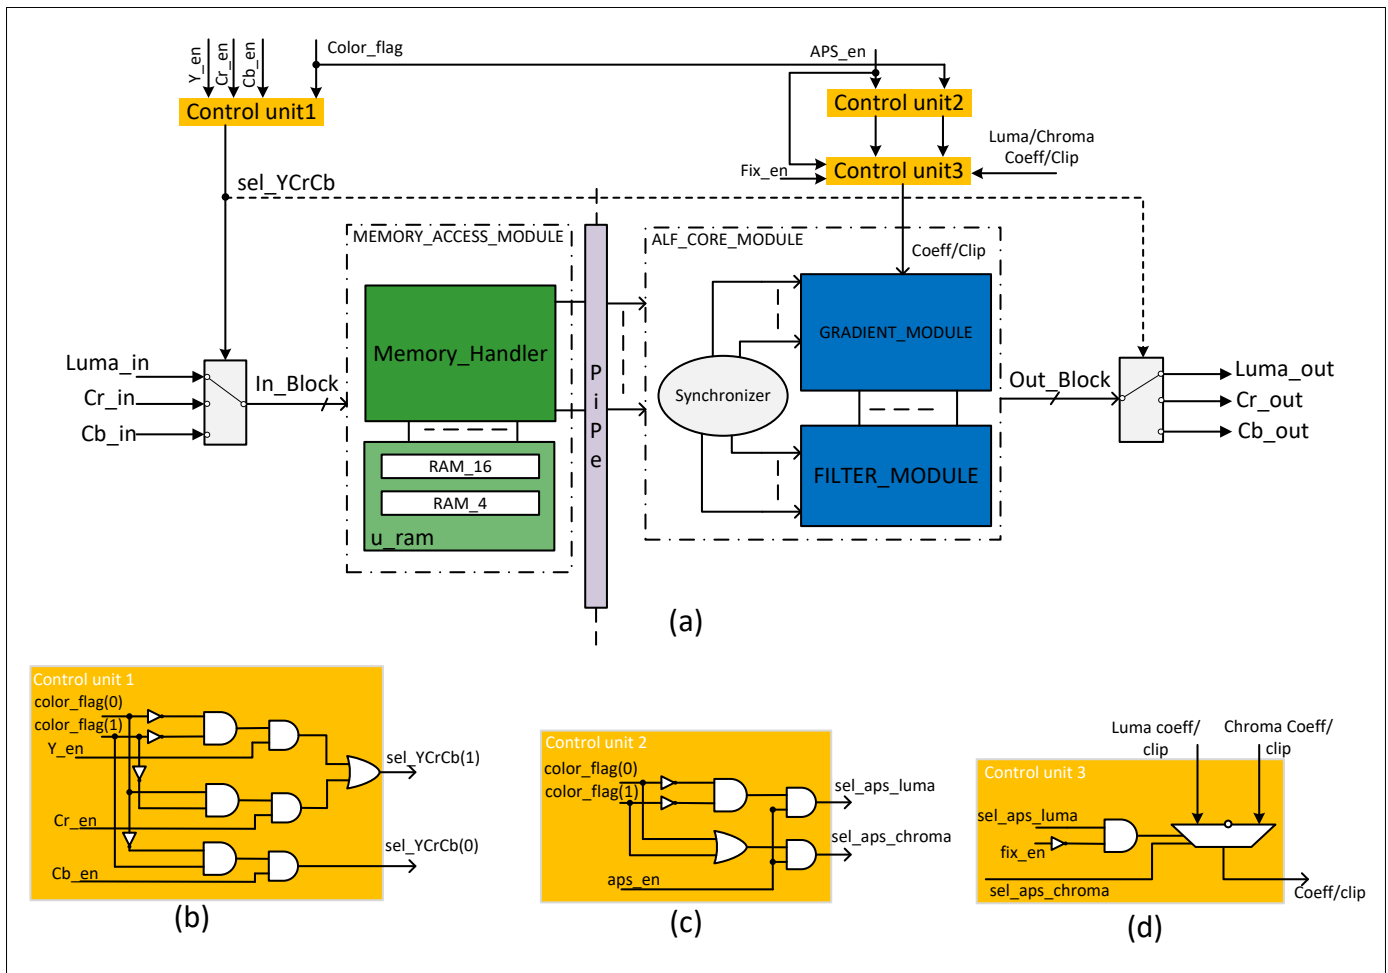 Y_en
Cr_en
Cb_en
Color_flag
APS_en
Control unit1
Control unit2
Luma/Chroma
Coeff/Clip
Fix_en
Control unit3
sel_YCrCb
MEMORY_ACCESS_MODULE
ALF_CORE_MODULE
Coeff/Clip
Memory_Handler
GRADIENT_MODULE
Luma_in
Cr_in
Cb_in
In_Block
PiPe
Synchronizer
Out_Block
Luma_out
Cr_out
Cb_out
RAM_16
RAM_4
u_ram
FILTER_MODULE
(a)
Control unit 1
color_flag(0)
color_flag(1)
Y_en
Cr_en
Cb_en
sel_YCrCb(1)
sel_YCrCb(0)
(b)
Control unit 2
color_flag(0)
color_flag(1)
aps_en
sel_aps_luma
sel_aps_chroma
(c)
Luma coeff/
clip
Chroma Coeff/
clip
Control unit 3
sel_aps_luma
fix_en
sel_aps_chroma
Coeff/clip
(d)